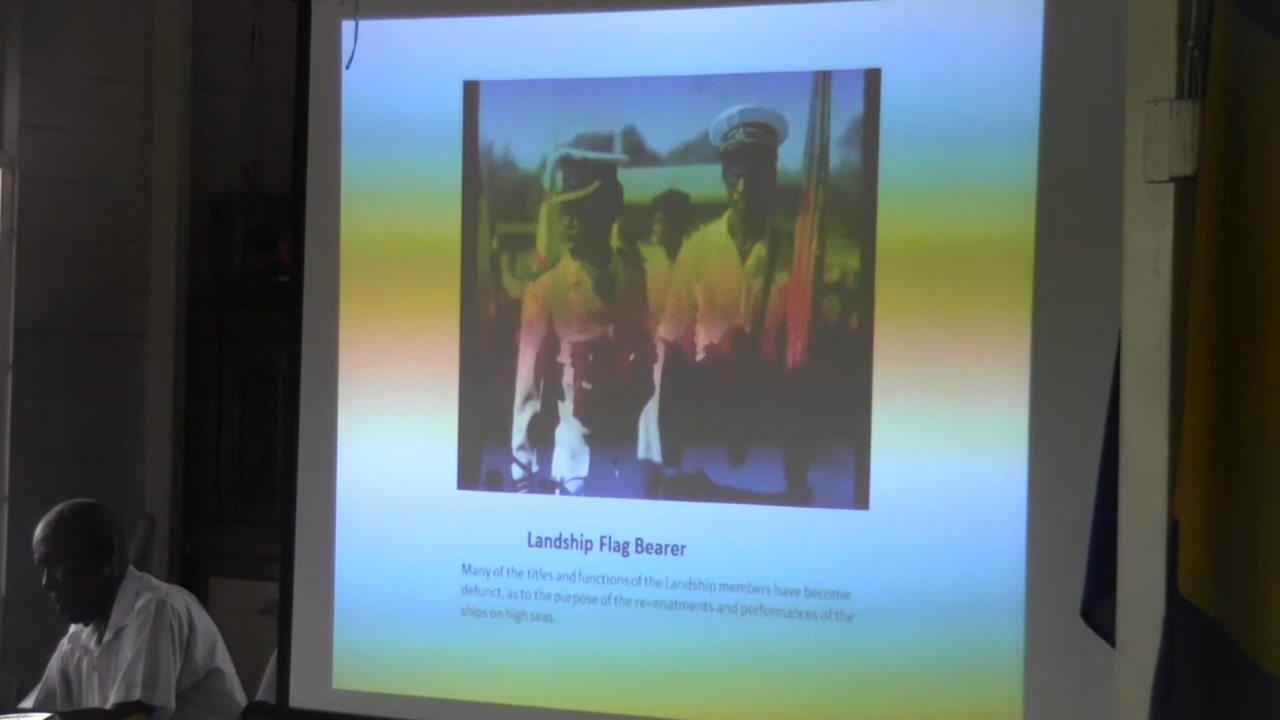 Landship Flag Bearer
Many of the titles and functions of the Landship members have become
defunct, as to the purpose of the re-enatments and performances of the
ships on high seas.